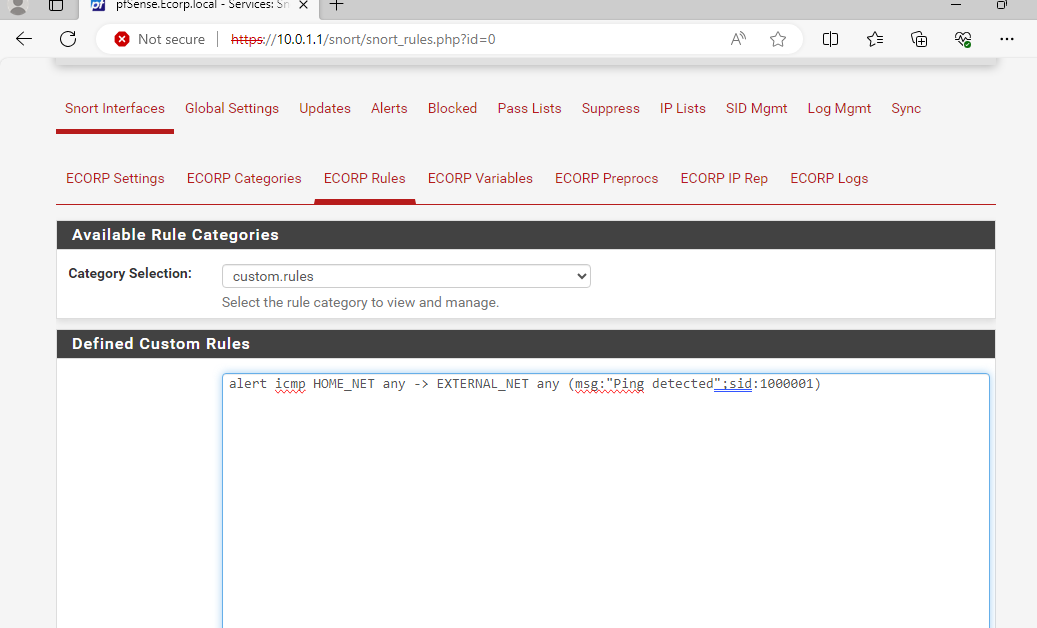 pfSense.Ecorp.local - Services: Sn
Not secure https://10.0.1.1/snort/snort_rules.php?id=0
Snort Interfaces Global Settings Updates Alerts Blocked Pass Lists Suppress IP Lists SID Mgmt Log Mgmt Sync
ECORP Settings ECORP Categories ECORP Rules ECORP Variables ECORP Preprocs ECORP IP Rep ECORP Logs
Available Rule Categories
Category Selection: custom.rules
Select the rule category to view and manage.
Defined Custom Rules
alert icmp HOME_NET any -> EXTERNAL_NET any (msg:"Ping detected";sid:1000001)